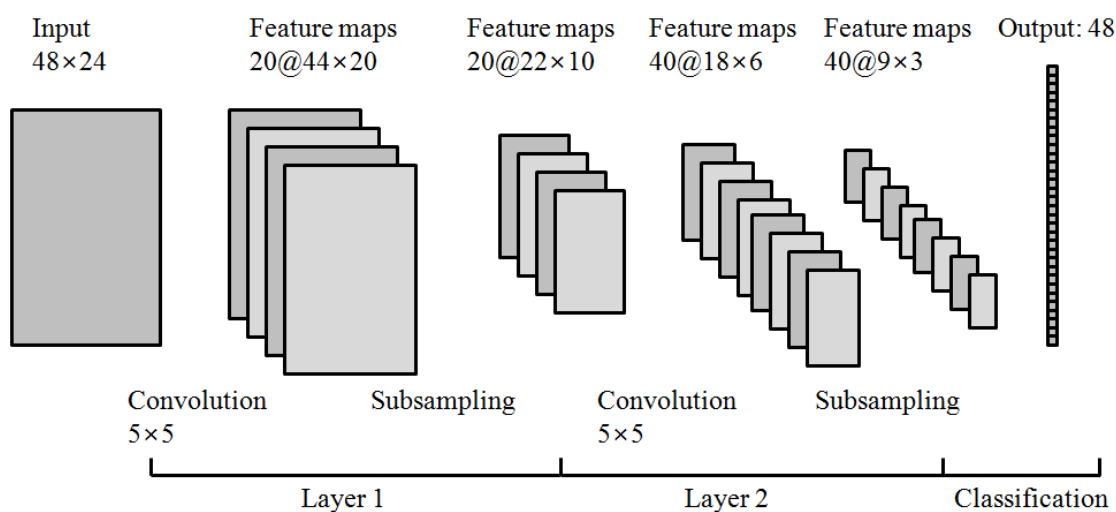 Input
48×24
Feature maps
20@44×20
Feature maps
20@22×10
Feature maps
40@18×6
Feature maps
40@9×3
Output: 48
Convolution
5×5
Subsampling
Convolution
5×5
Subsampling
Layer 1
Layer 2
Classification